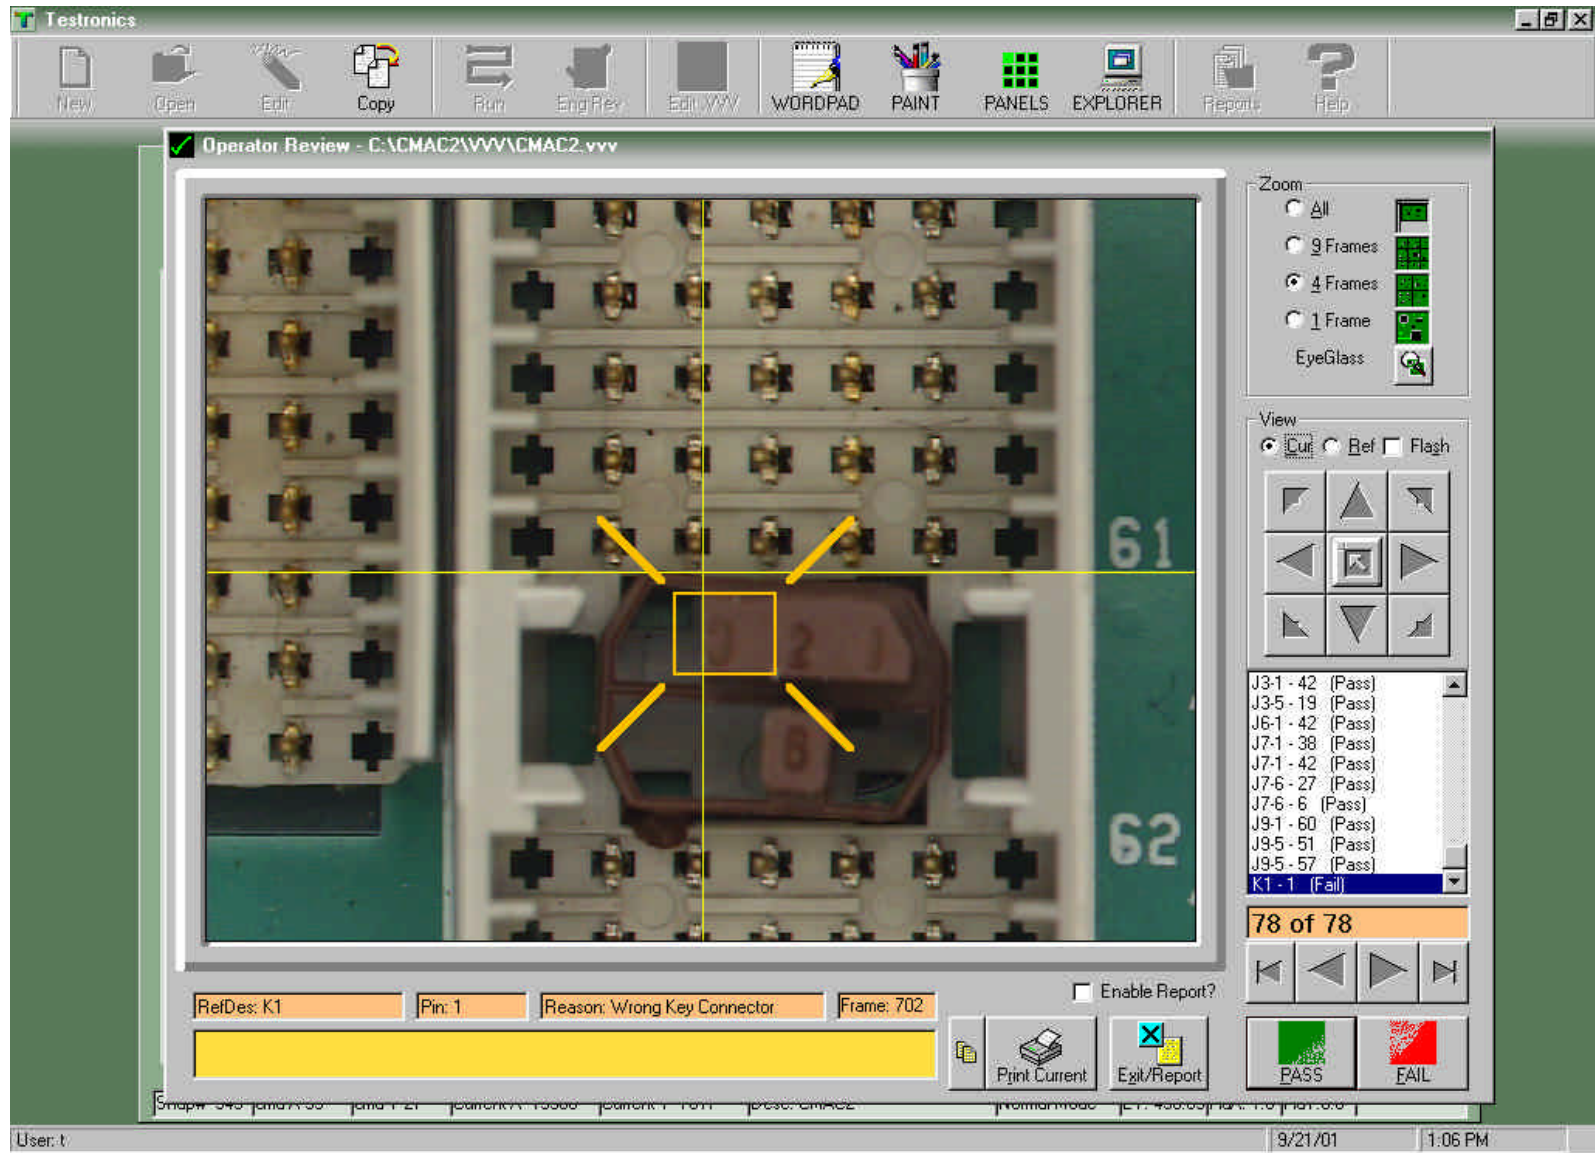 Testronics
New Open Edit Copy Run Eng Rev Edit .VVV WORDPAD PAINT PANELS EXPLORER Reports Help
Operator Review - C:\CMAC2\VVV\CMAC2.vvv
Zoom
All
9 Frames
4 Frames
1 Frame
EyeGlass
View
Cur Ref Flash
61
2
6
62
J3-1 - 42 (Pass)
J3-5 - 19 (Pass)
J6-1 - 42 (Pass)
J7-1 - 38 (Pass)
J7-1 - 42 (Pass)
J7-6 - 27 (Pass)
J7-6 - 6 (Pass)
J9-1 - 60 (Pass)
J9-5 - 51 (Pass)
J9-5 - 57 (Pass)
K1 - 1 (Fail)
78 of 78
Enable Report?
RefDes: K1 Pin: 1 Reason: Wrong Key Connector Frame: 702
Print Current Exit/Report PASS FAIL
User: t 9/21/01 1:06 PM